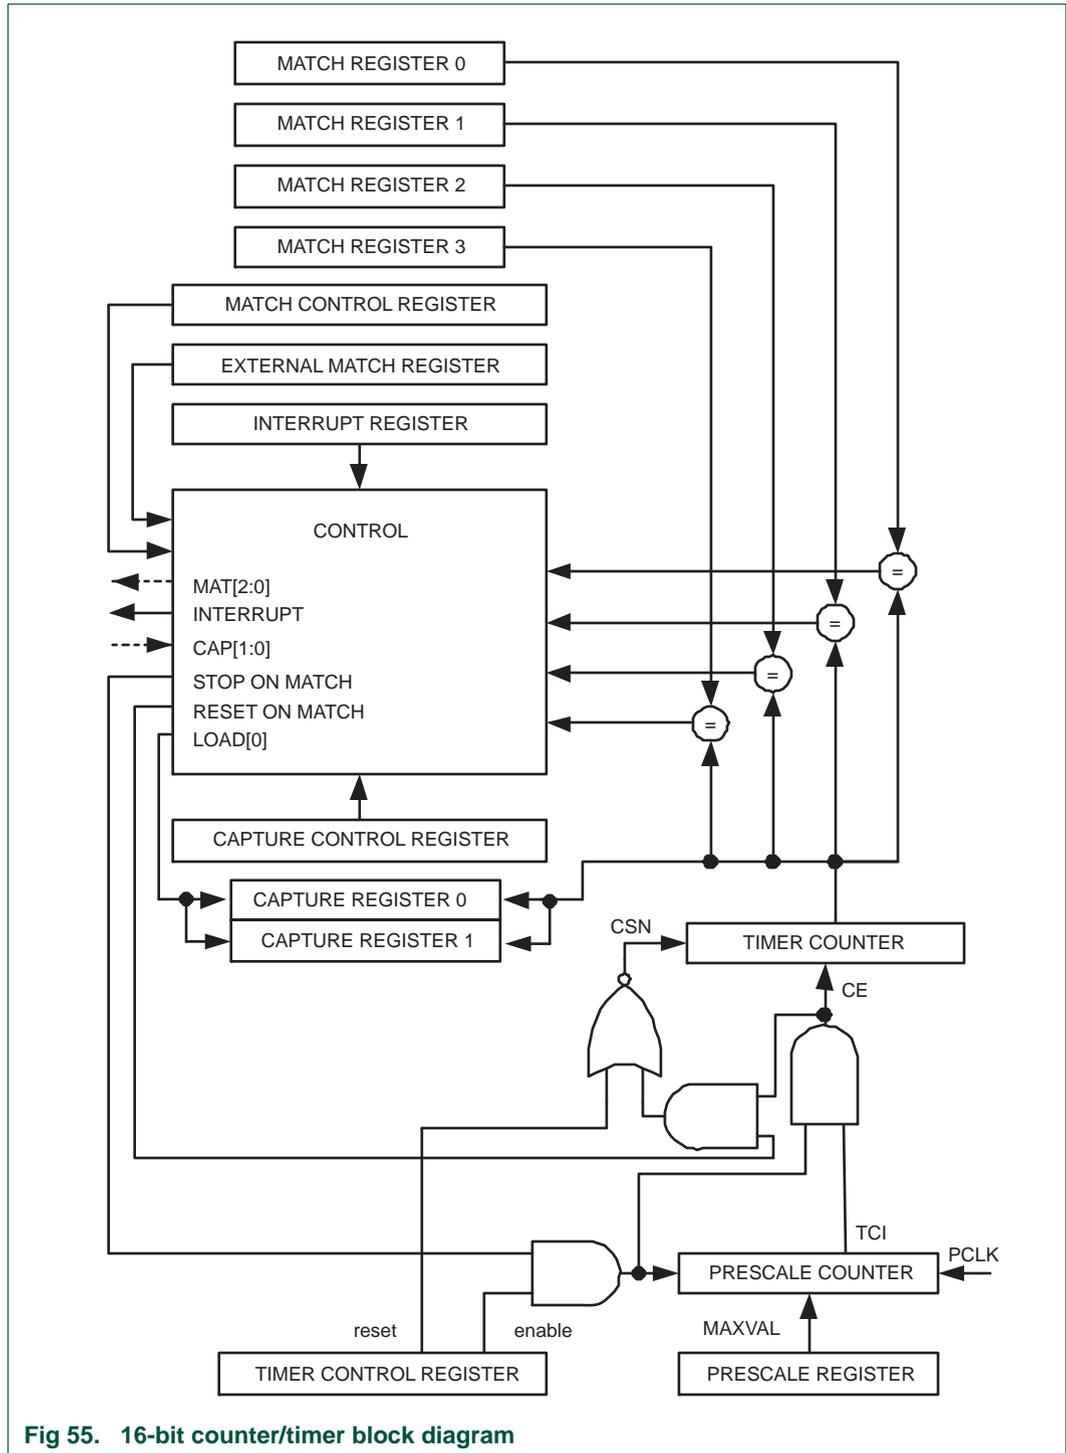 MATCH REGISTER 0
MATCH REGISTER 1
MATCH REGISTER 2
MATCH REGISTER 3
MATCH CONTROL REGISTER
EXTERNAL MATCH REGISTER
INTERRUPT REGISTER
CONTROL
=
=
=
=
MAT[2:0]
INTERRUPT
CAP[1:0]
STOP ON MATCH
RESET ON MATCH
LOAD[0]
CAPTURE CONTROL REGISTER
CAPTURE REGISTER 0
CAPTURE REGISTER 1
CSN
TIMER COUNTER
CE
TCI
PCLK
PRESCALE COUNTER
reset
enable
MAXVAL
TIMER CONTROL REGISTER
PRESCALE REGISTER
Fig 55. 16-bit counter/timer block diagram